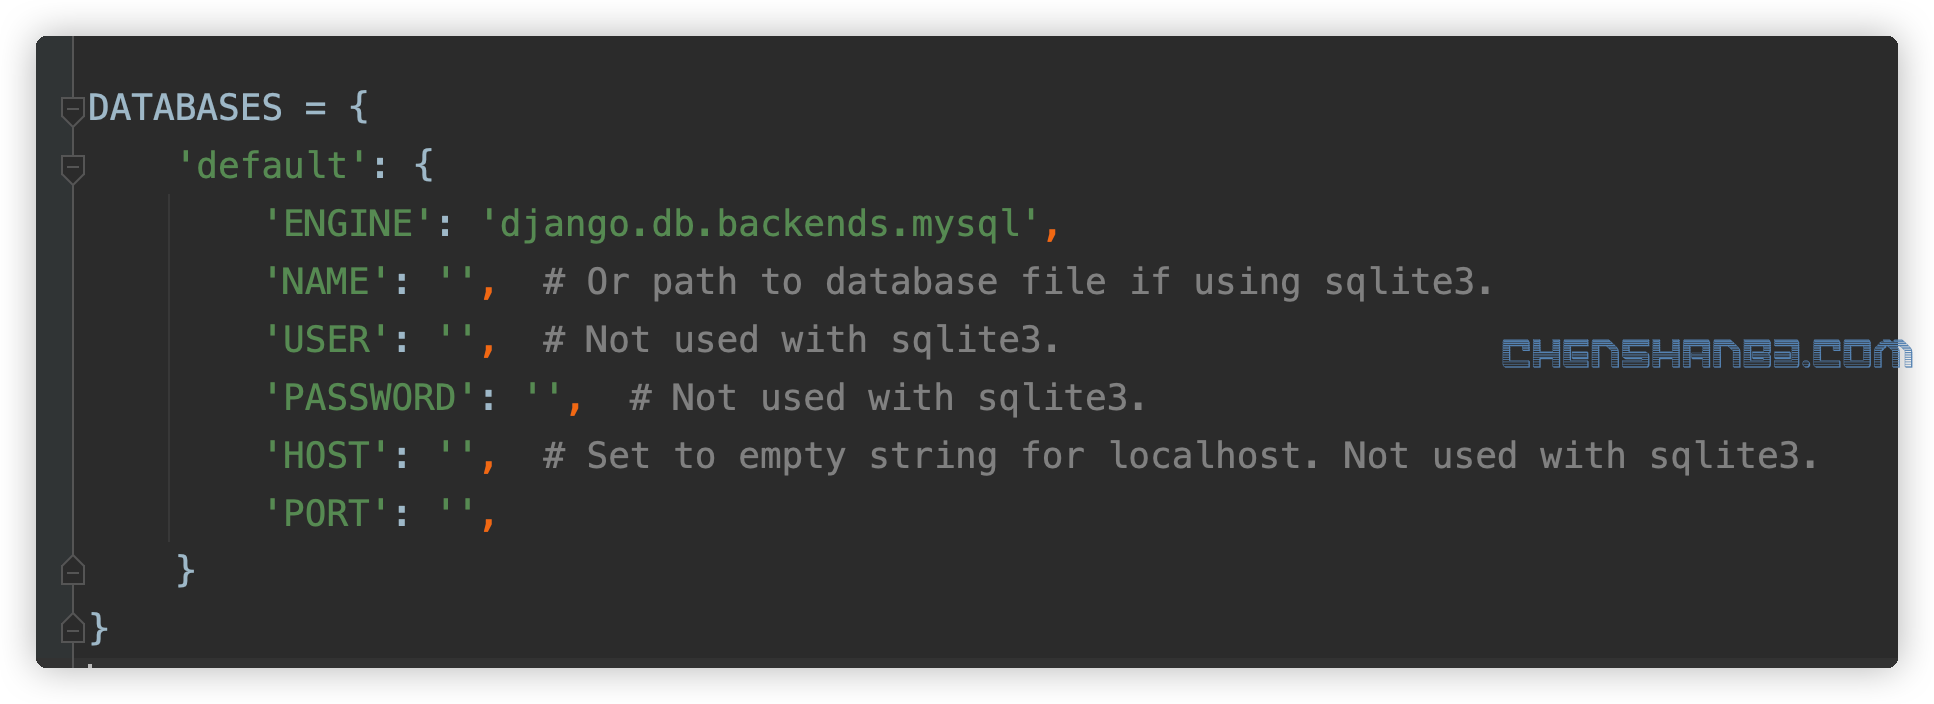 DATABASES = {
    'default': {
        'ENGINE': 'django.db.backends.mysql',
        'NAME': '',  # Or path to database file if using sqlite3.
        'USER': '',  # Not used with sqlite3.
CHENSHANB3.COM
        'PASSWORD': '',  # Not used with sqlite3.
        'HOST': '',  # Set to empty string for localhost. Not used with sqlite3.
        'PORT': '',
    }
}